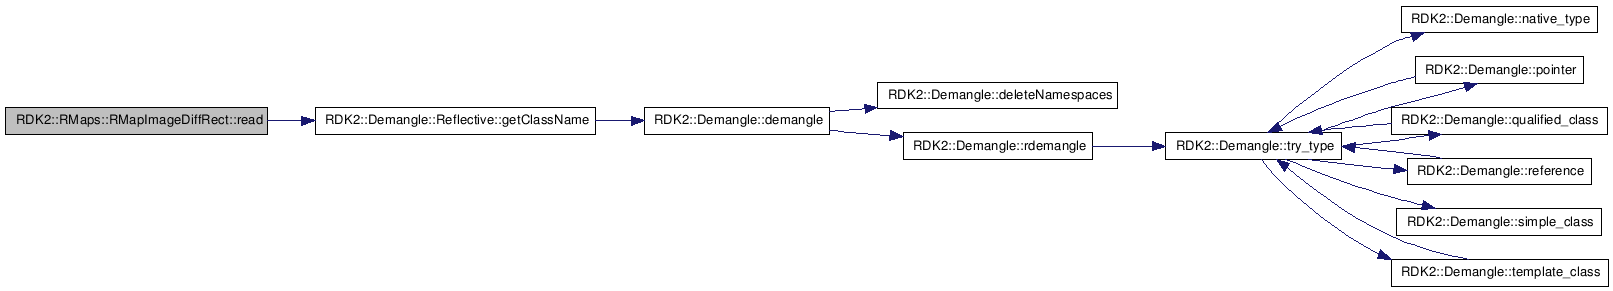 RDK2::RMaps::RMapImageDiffRect::read
RDK2::Demangle::Reflective::getClassName
RDK2::Demangle::demangle
RDK2::Demangle::deleteNamespaces
RDK2::Demangle::rdemangle
RDK2::Demangle::try_type
RDK2::Demangle::native_type
RDK2::Demangle::pointer
RDK2::Demangle::qualified_class
RDK2::Demangle::reference
RDK2::Demangle::simple_class
RDK2::Demangle::template_class